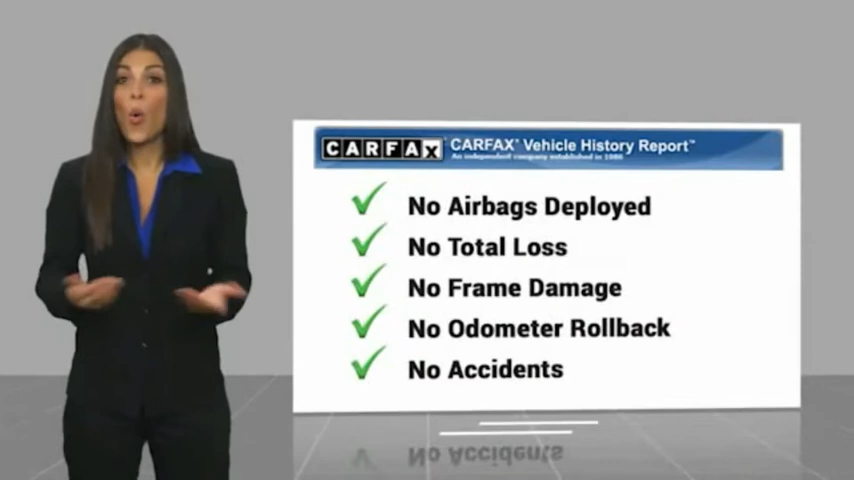 CARFAX CARFAX® Vehicle History Report™
An independent company established in 1986
No Airbags Deployed
No Total Loss
No Frame Damage
No Odometer Rollback
No Accidents
No Accidents